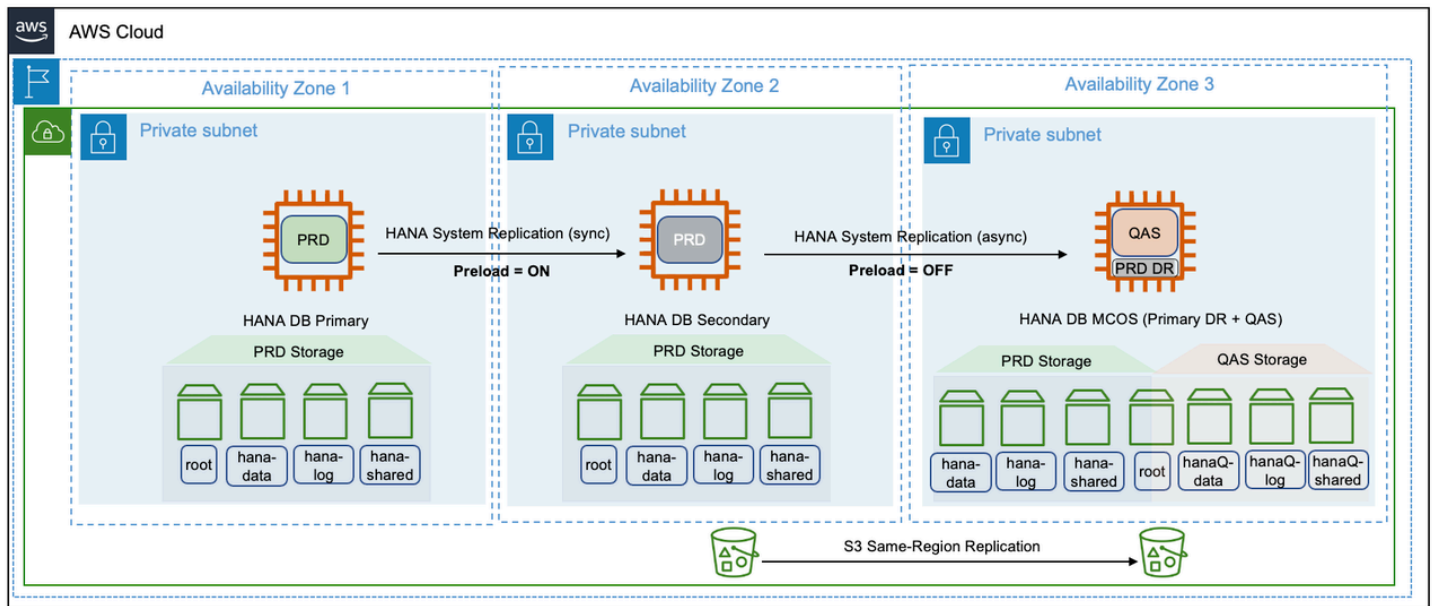 aws
AWS Cloud
Availability Zone 1
Availability Zone 2
Availability Zone 3
Private subnet
Private subnet
Private subnet
PRD
HANA System Replication (sync)
Preload = ON
PRD
HANA System Replication (async)
Preload = OFF
QAS
PRD DR
HANA DB Primary
HANA DB Secondary
HANA DB MCOS (Primary DR + QAS)
PRD Storage
PRD Storage
PRD Storage
QAS Storage
root
hana-
data
hana-
log
hana-
shared
root
hana-
data
hana-
log
hana-
shared
hana-
data
hana-
log
hana-
shared
root
hanaQ-
data
hanaQ-
log
hanaQ-
shared
S3 Same-Region Replication